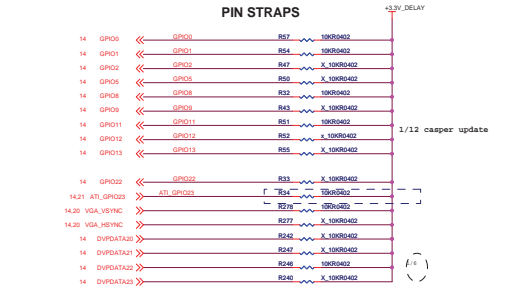 PIN STRAPS
+3.3V_DELAY
14 GPIO0 GPIO0 R57 10KR0402
14 GPIO1 GPIO1 R54 10KR0402
14 GPIO2 GPIO2 R47 X_10KR0402
14 GPIO5 GPIO5 R50 X_10KR0402
14 GPIO8 GPIO8 R32 10KR0402
14 GPIO9 GPIO9 R43 X_10KR0402
14 GPIO11 GPIO11 R51 10KR0402
1/12 casper update
14 GPIO12 GPIO12 R52 x_10KR0402
14 GPIO13 GPIO13 R55 X_10KR0402
14 GPIO22 GPIO22 R33 X_10KR0402
14,21 ATI_GPIO23 ATI_GPIO23 R34 10KR0402
14,20 VGA_VSYNC R278 10KR0402
14,20 VGA_HSYNC R277 X_10KR0402
14 DVPDATA20 R242 X_10KR0402
14 DVPDATA21 R247 X_10KR0402
14 DVPDATA22 R246 10KR0402
14 DVPDATA23 R240 X_10KR0402